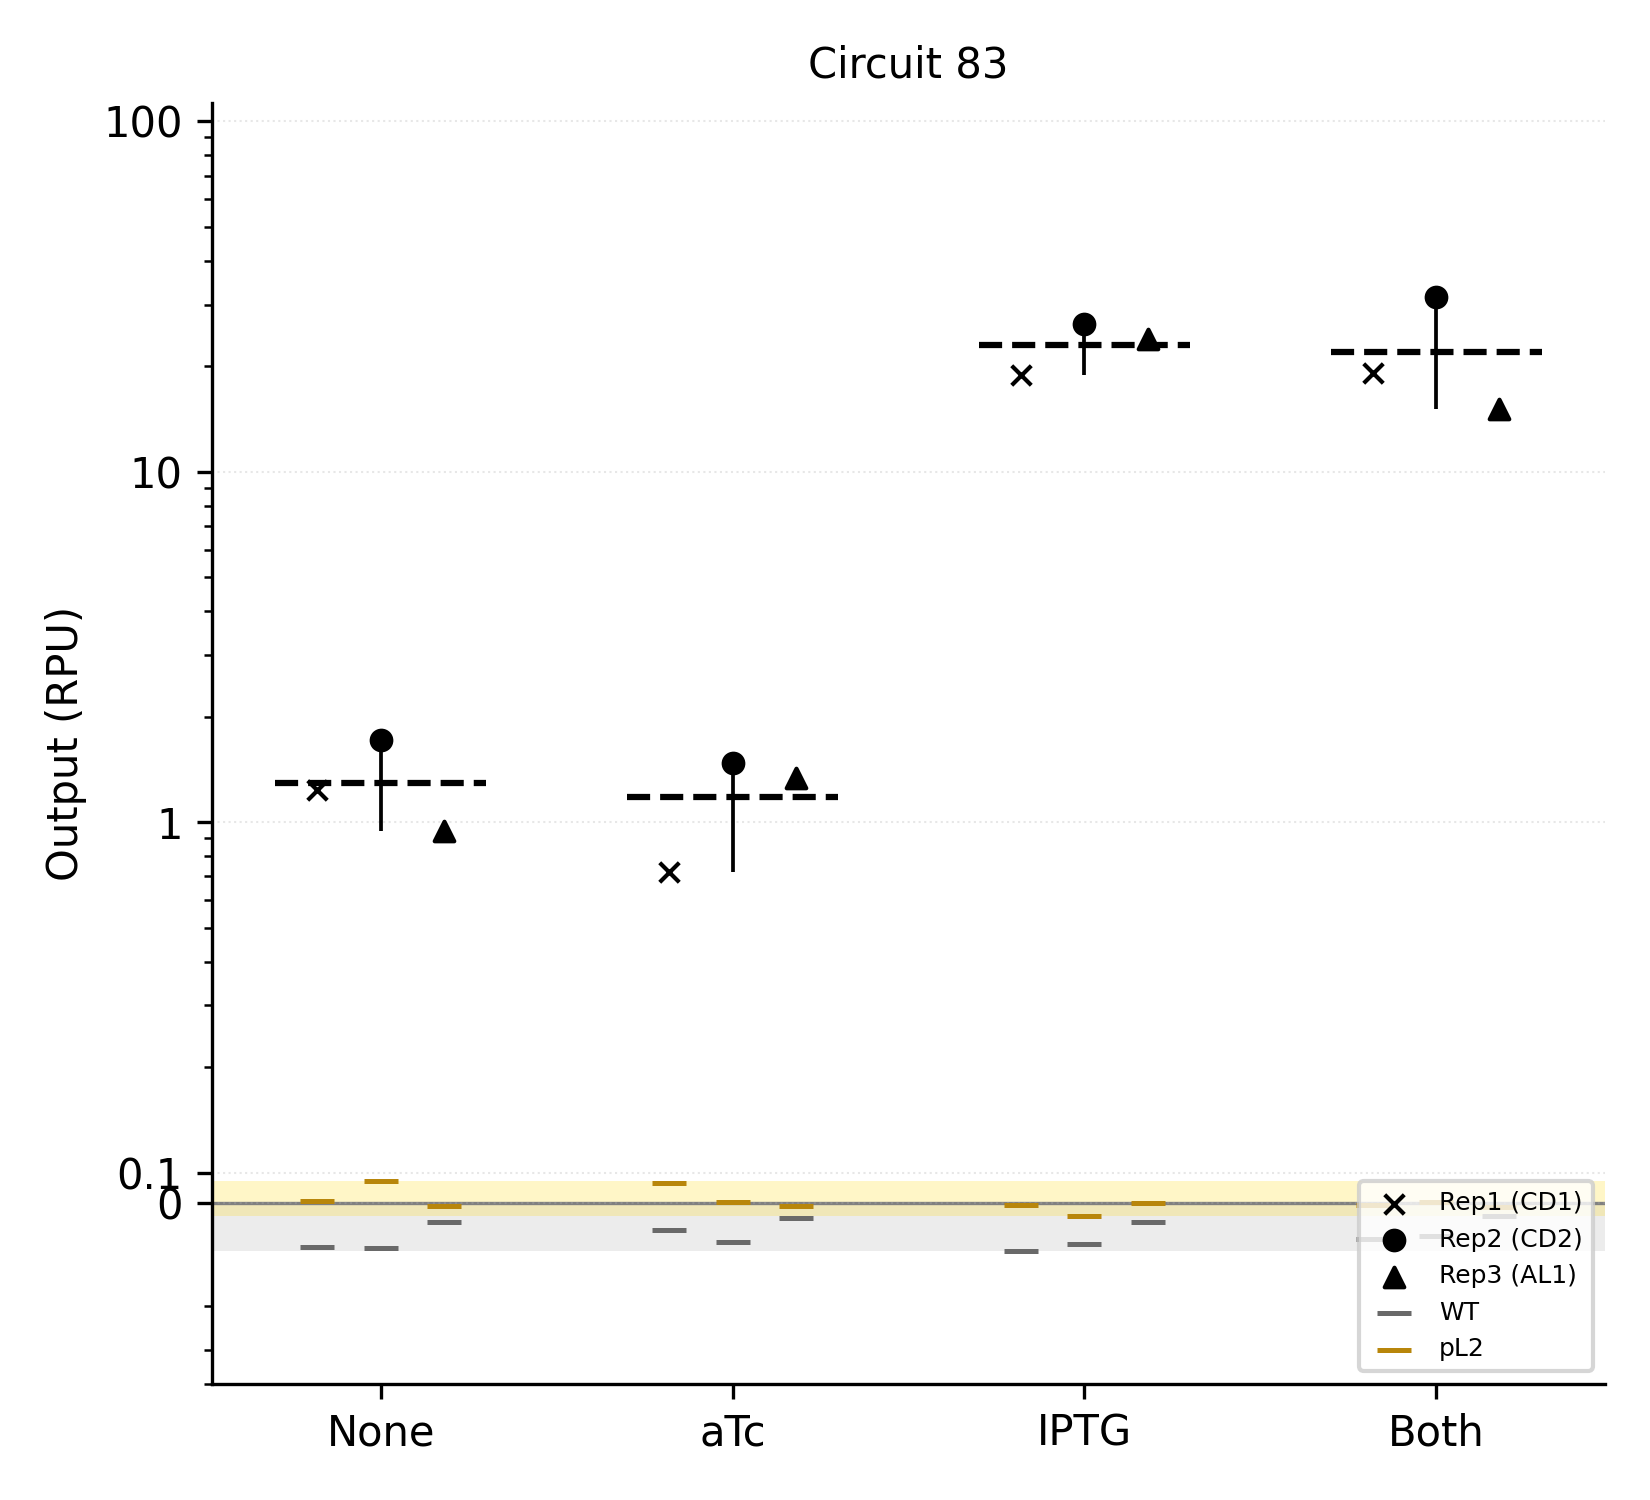 Circuit 83
Output (RPU)
100
10
1
0.1
0
None
aTc
IPTG
Both
Rep1 (CD1)
Rep2 (CD2)
Rep3 (AL1)
WT
pL2